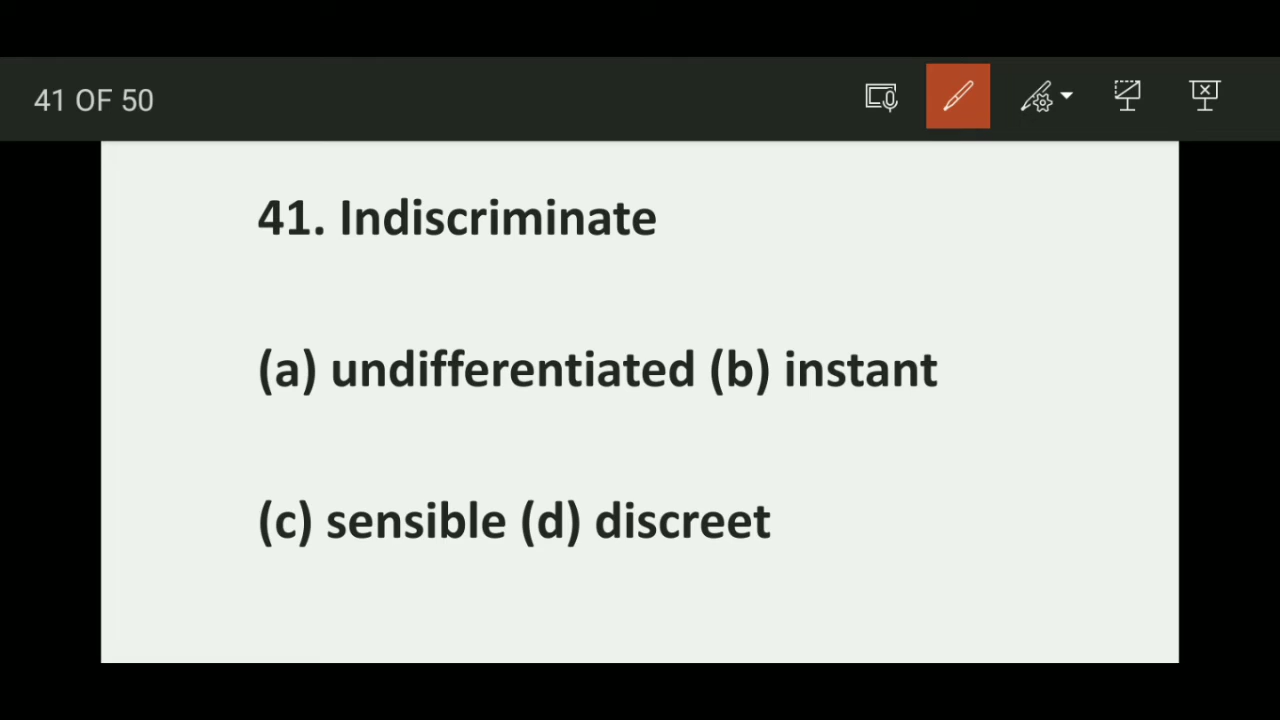 41 OF 50
41. Indiscriminate
(a) undifferentiated (b) instant
(c) sensible (d) discreet